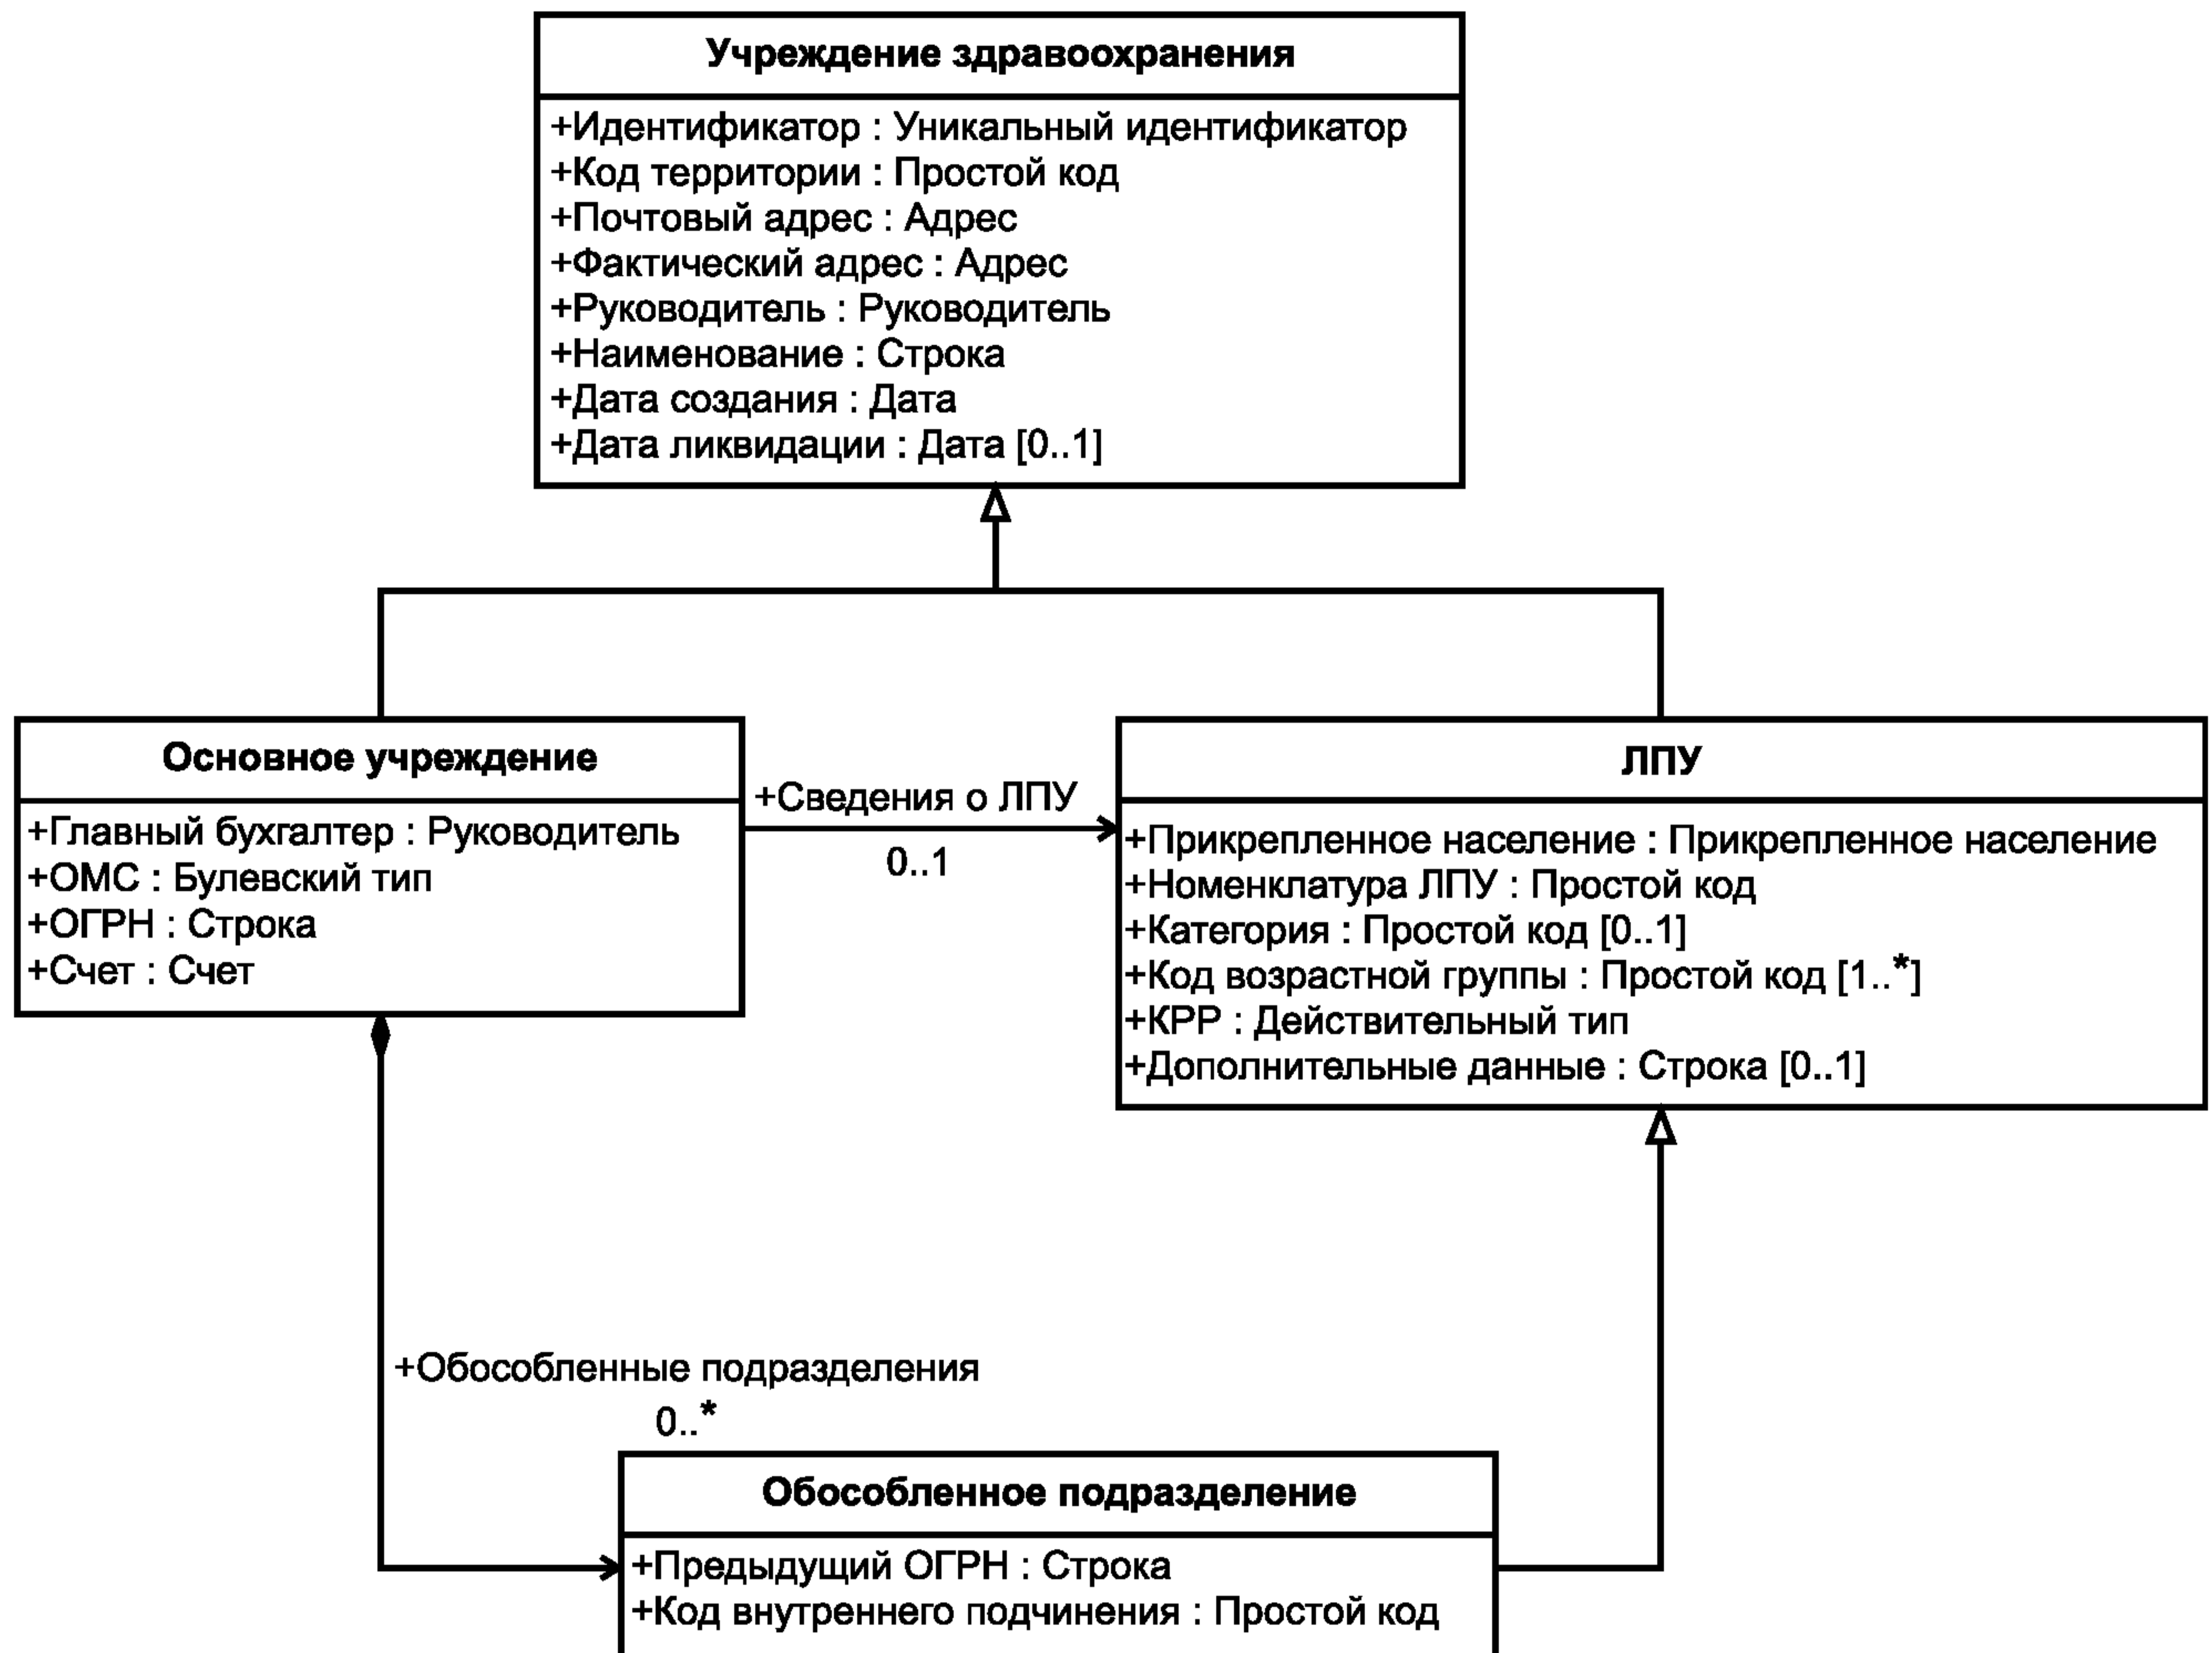 Учреждение здравоохранения
+Идентификатор : Уникальный идентификатор
+Код территории : Простой код
+Почтовый адрес : Адрес
+Фактический адрес : Адрес
+Руководитель : Руководитель
+Наименование : Строка
+Дата создания : Дата
+Дата ликвидации : Дата [0..1]
Основное учреждение
+Главный бухгалтер : Руководитель
+ОМС : Булевский тип
+ОГРН : Строка
+Счет : Счет
+Сведения о ЛПУ
0..1
ЛПУ
+Прикрепленное население : Прикрепленное население
+Номенклатура ЛПУ : Простой код
+Категория : Простой код [0..1]
+Код возрастной группы : Простой код [1..*]
+КРР : Действительный тип
+Дополнительные данные : Строка [0..1]
+Обособленные подразделения
0..*
Обособленное подразделение
+Предыдущий ОГРН : Строка
+Код внутреннего подчинения : Простой код